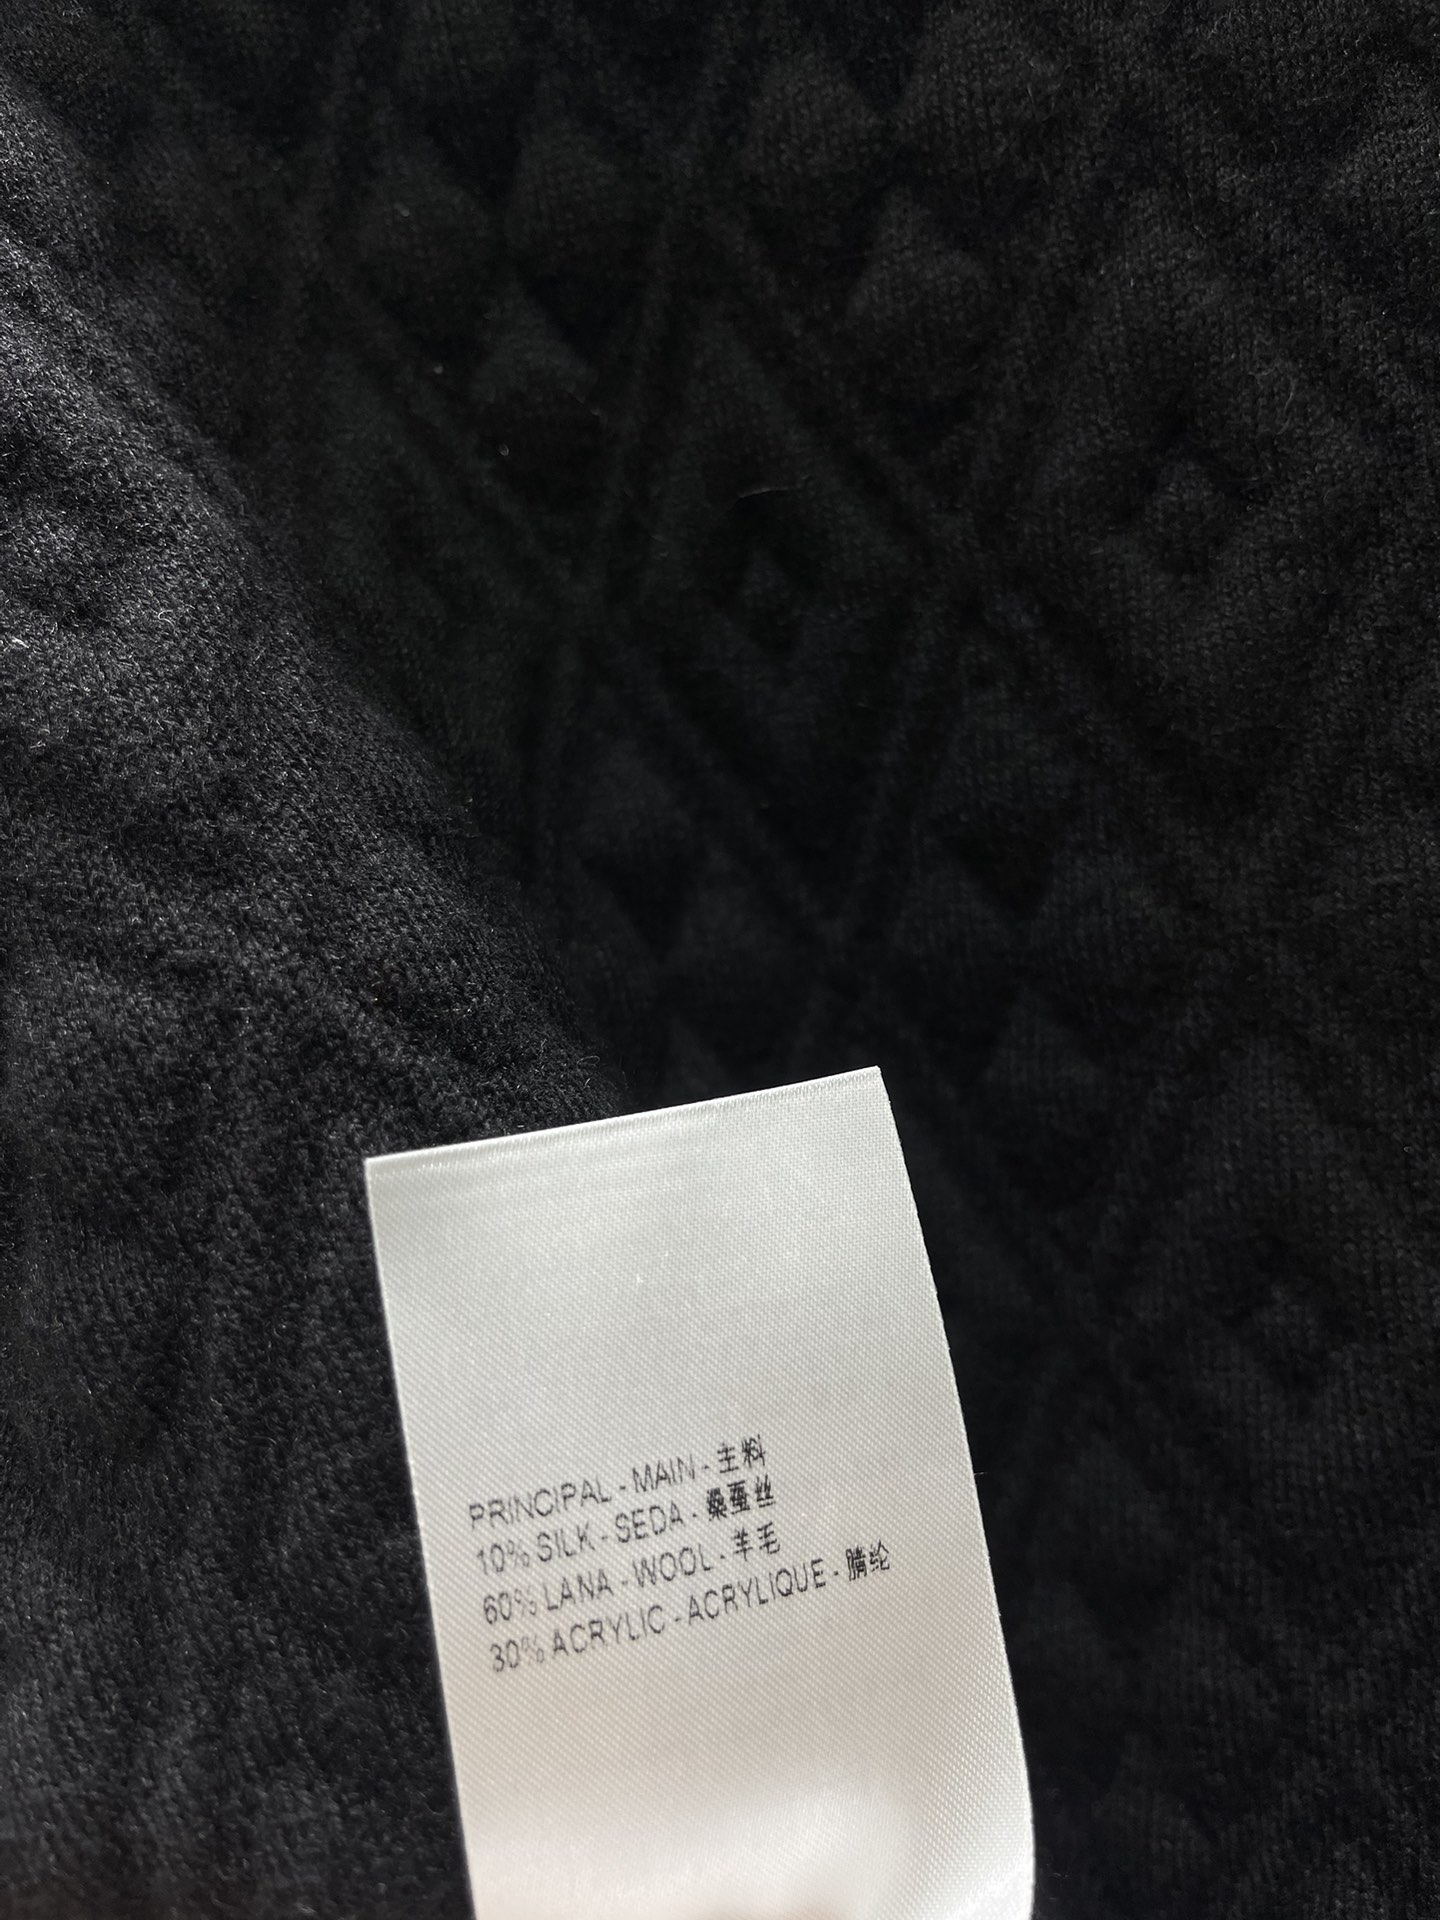 PRINCIPAL - MAIN - 主料
10% SILK - SEDA - 桑蚕丝
60% LANA - WOOL - 羊毛
30% ACRYLIC - ACRYLIQUE - 腈纶